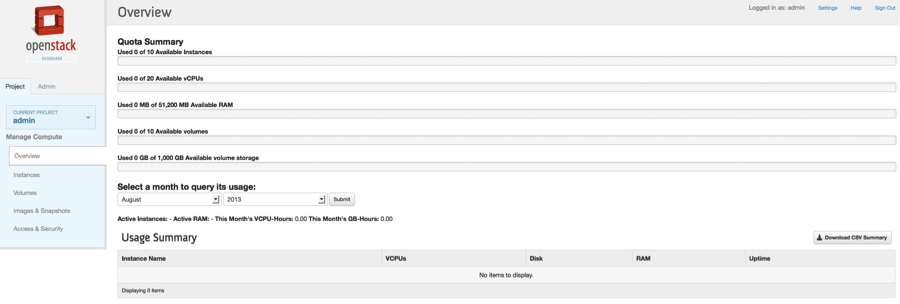 Overview
Logged in as: admin
Settings
Help
Sign Out
openstack
DASHBOARD
Project
Admin
CURRENT PROJECT
admin
Manage Compute
Overview
Instances
Volumes
Images & Snapshots
Access & Security
Quota Summary
Used 0 of 10 Available Instances
Used 0 of 20 Available vCPUs
Used 0 MB of 51,200 MB Available RAM
Used 0 of 10 Available volumes
Used 0 GB of 1,000 GB Available volume storage
Select a month to query its usage:
August
2013
Submit
Active Instances: - Active RAM: - This Month's VCPU-Hours: 0.00 This Month's GB-Hours: 0.00
Usage Summary
Download CSV Summary
Instance Name VCPUs Disk RAM Uptime
No items to display.
Displaying 0 items